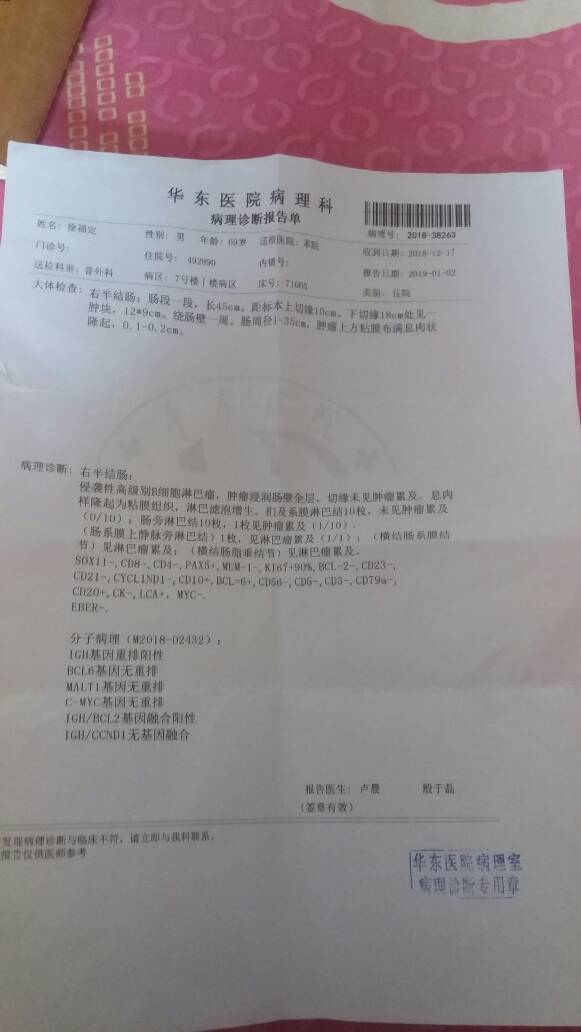 华东医院病理科
病理诊断报告单
病理号: 2018-38263
姓名: 徐福定 性别: 男 年龄: 69岁 送检医院: 本院 收到日期: 2018-12-17
门诊号: 住院号: 492890 内镜号: 报告日期: 2019-01-02
送检科室: 普外科 病区: 7号楼 楼病区 床号: 71005 类别: 住院
大体检查: 右半结肠: 肠段一段, 长45cm。距标本上切缘10cm。下切缘18cm处见一
肿块, 12*9cm。绕肠壁一周。肠周径1-35cm, 肿瘤上方粘膜布满息肉状
隆起, 0.1-0.2cm。
病理诊断: 右半结肠:
侵袭性高级别B细胞淋巴瘤, 肿瘤浸润肠壁全层, 切缘未见肿瘤累及。息肉
样隆起为粘膜组织, 淋巴滤泡增生。扪及系膜淋巴结10枚, 未见肿瘤累及
(0/10); 肠旁淋巴结10枚, 1枚见肿瘤累及(1/10).
(肠系膜上静脉旁淋巴结) 1枚, 见淋巴瘤累及 (1/1); (横结肠系膜结
节) 见淋巴瘤累及; (横结肠脂垂结节) 见淋巴瘤累及。
SOX11-, CD8-, CD4-, PAX5+, MUM-1-, KI67+90%, BCL-2-, CD23-,
CD21-, CYCLIND1-, CD10+, BCL=6+, CD56-, CD5-, CD3-, CD79a-,
CD20+, CK-, LCA+, MYC-.
EBER-.
分子病理 (M2018-02432):
IGH基因重排阳性
BCL6基因无重排
MALT1基因无重排
C-MYC基因无重排
IGH/BCL2基因融合阳性
IGH/CCND1无基因融合
报告医生: 卢晨 殷于磊
(签章有效)
发现病理诊断与临床不符, 请立即与我科联系。
报告仅供医师参考
华东医院病理室
病理诊断专用章